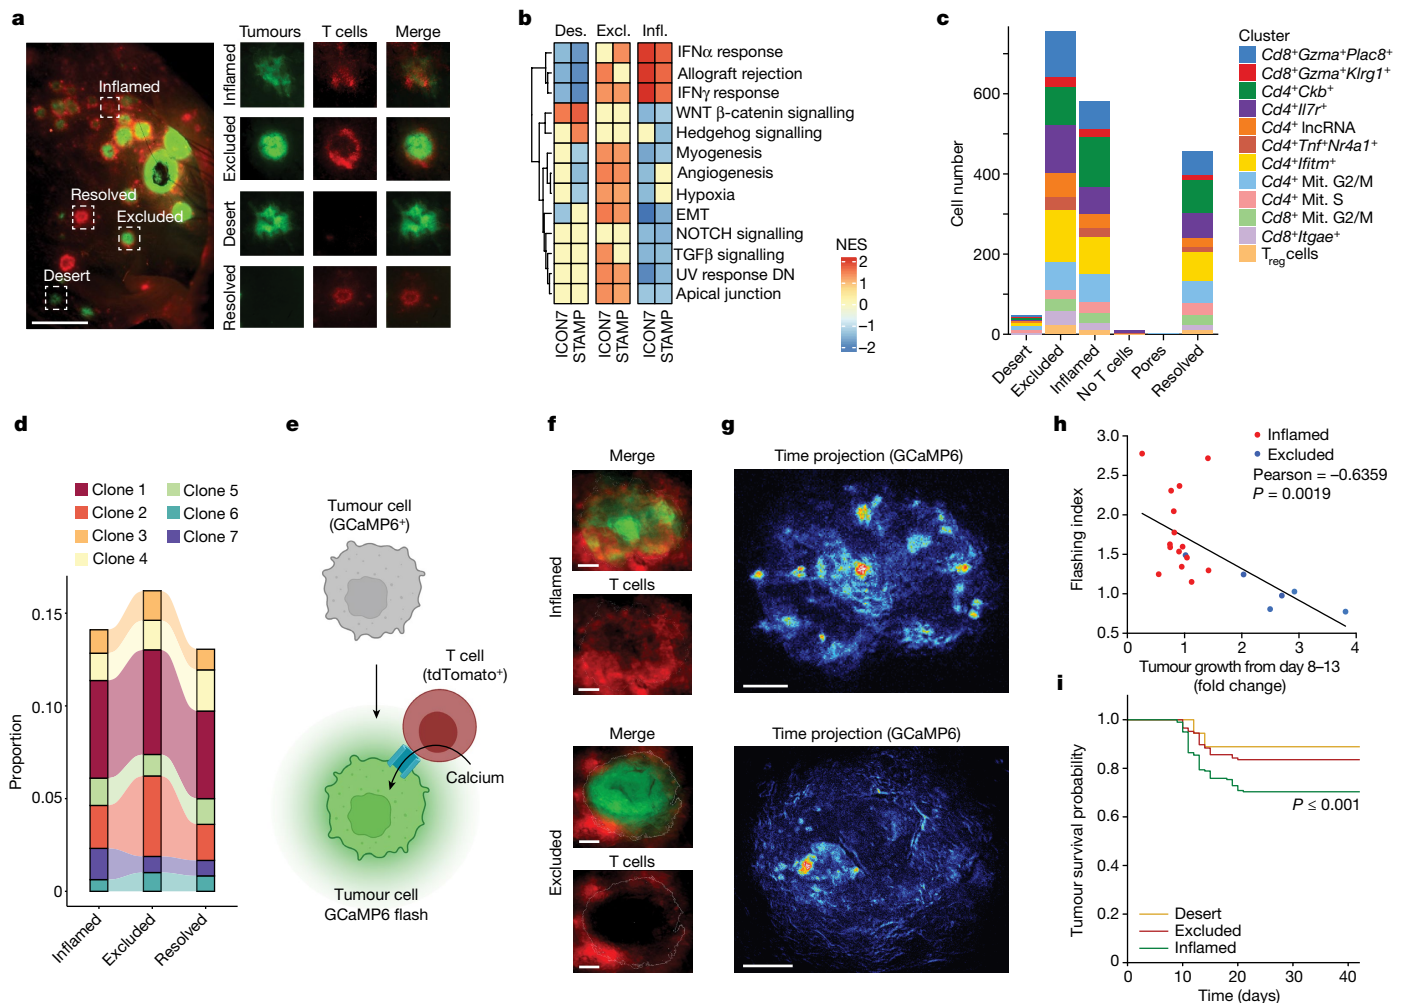 a
Tumours
T cells
Merge
Inflamed
Resolved
Excluded
Desert
Inflamed
Excluded
Desert
Resolved
b
Des.
Excl.
Infl.
IFNα response
Allograft rejection
IFNγ response
WNT β-catenin signalling
Hedgehog signalling
Myogenesis
Angiogenesis
Hypoxia
EMT
NOTCH signalling
TGFβ signalling
UV response DN
Apical junction
ICON7
STAMP
ICON7
STAMP
ICON7
STAMP
NES
2
1
0
−1
−2
c
Cell number
600
400
200
0
Desert
Excluded
Inflamed
No T cells
Pores
Resolved
Cluster
Cd8⁺Gzma⁺Plac8⁺
Cd8⁺Gzma⁺Klrg1⁺
Cd4⁺Ckb⁺
Cd4⁺Il7r⁺
Cd4⁺ lncRNA
Cd4⁺Tnf⁺Nr4a1⁺
Cd4⁺Ifitm⁺
Cd4⁺ Mit. G2/M
Cd4⁺ Mit. S
Cd8⁺ Mit. G2/M
Cd8⁺Itgae⁺
Treg cells
d
Clone 1
Clone 2
Clone 3
Clone 4
Clone 5
Clone 6
Clone 7
Proportion
0.15
0.10
0.05
0
Inflamed
Excluded
Resolved
e
Tumour cell
(GCaMP6⁺)
T cell
(tdTomato⁺)
Calcium
Tumour cell
GCaMP6 flash
f
Merge
Inflamed
T cells
Merge
Excluded
T cells
g
Time projection (GCaMP6)
Time projection (GCaMP6)
h
Flashing index
3.0
2.5
2.0
1.5
1.0
0.5
0
1
2
3
4
Inflamed
Excluded
Pearson = −0.6359
P = 0.0019
Tumour growth from day 8–13
(fold change)
i
Tumour survival probability
1.0
0.8
0.6
0.4
0.2
0
P ≤ 0.001
Desert
Excluded
Inflamed
0
10
20
30
40
Time (days)